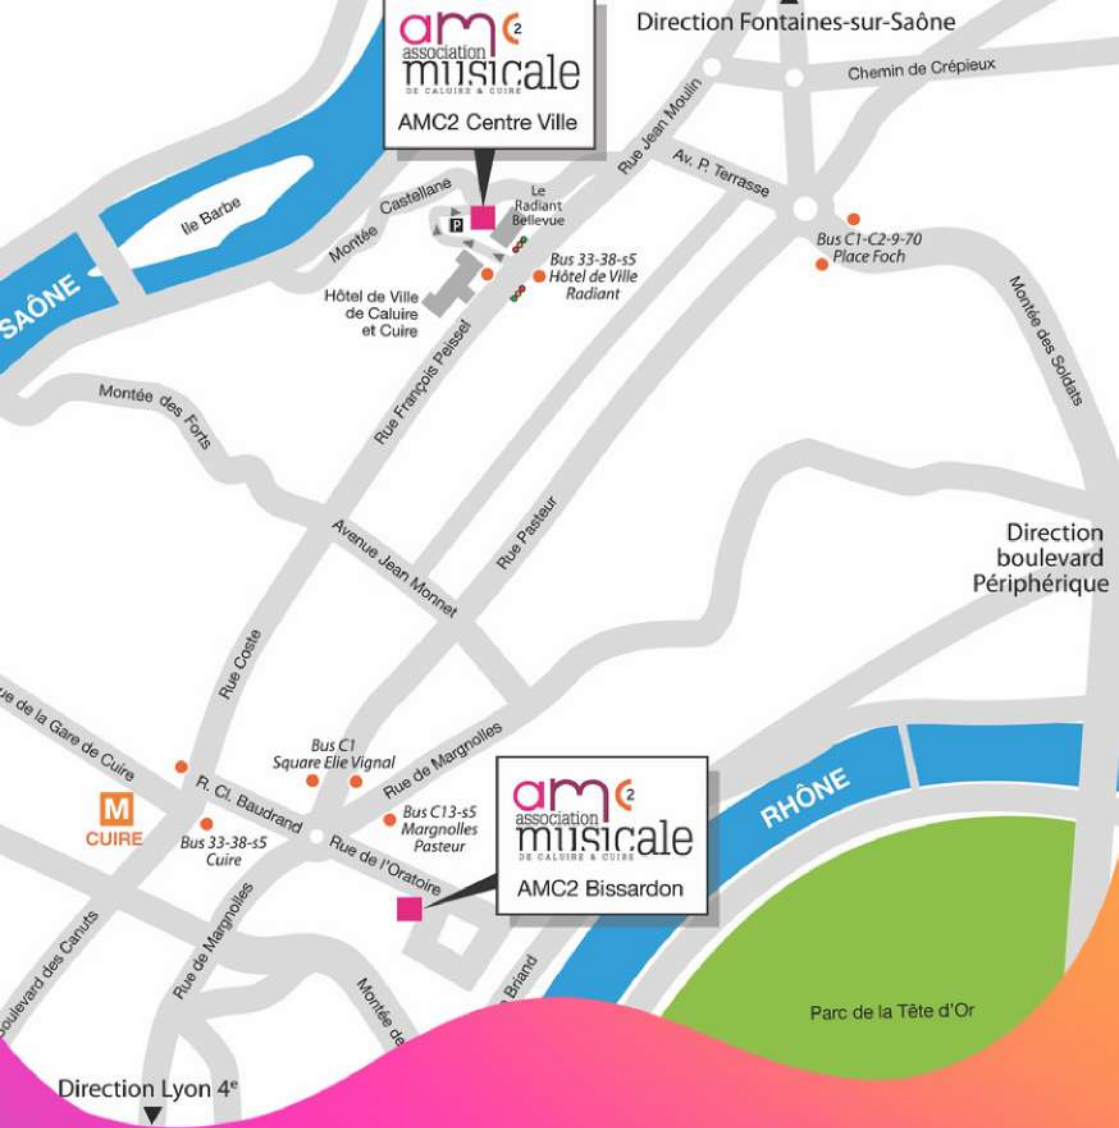 amc2
association
musicale
DE CALUIRE & CUIRE
AMC2 Centre Ville
Direction Fontaines-sur-Saône
Chemin de Crépieux
Rue Jean Moulin
Av. P. Terrasse
Ile Barbe
Montée Castellane
P
Le
Radiant
Bellevue
Bus C1-C2-9-70
Place Foch
Bus 33-38-s5
Hôtel de Ville
Radiant
SAÔNE
Hôtel de Ville
de Caluire
et Cuire
Montée des Soldats
Rue François Peissel
Montée des Forts
Avenue Jean Monnet
Rue Pasteur
Direction
boulevard
Périphérique
Rue Coste
ue de la Gare de Cuire
Bus C1
Square Elie Vignal
Rue de Margnolles
M
CUIRE
R. Cl. Baudrand
Bus 33-38-s5
Cuire
Bus C13-s5
Margnolles
Pasteur
Rue de l'Oratoire
amc2
association
musicale
DE CALUIRE & CUIRE
AMC2 Bissardon
RHÔNE
oulevard des Canuts
Rue de Margnolles
Montée de
Briand
Parc de la Tête d'Or
Direction Lyon 4e